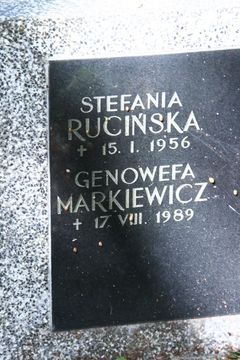 STEFANIA
RUCIŃSKA
✝ 15. I. 1956
GENOWEFA
MARKIEWICZ
✝ 17. VIII. 1989